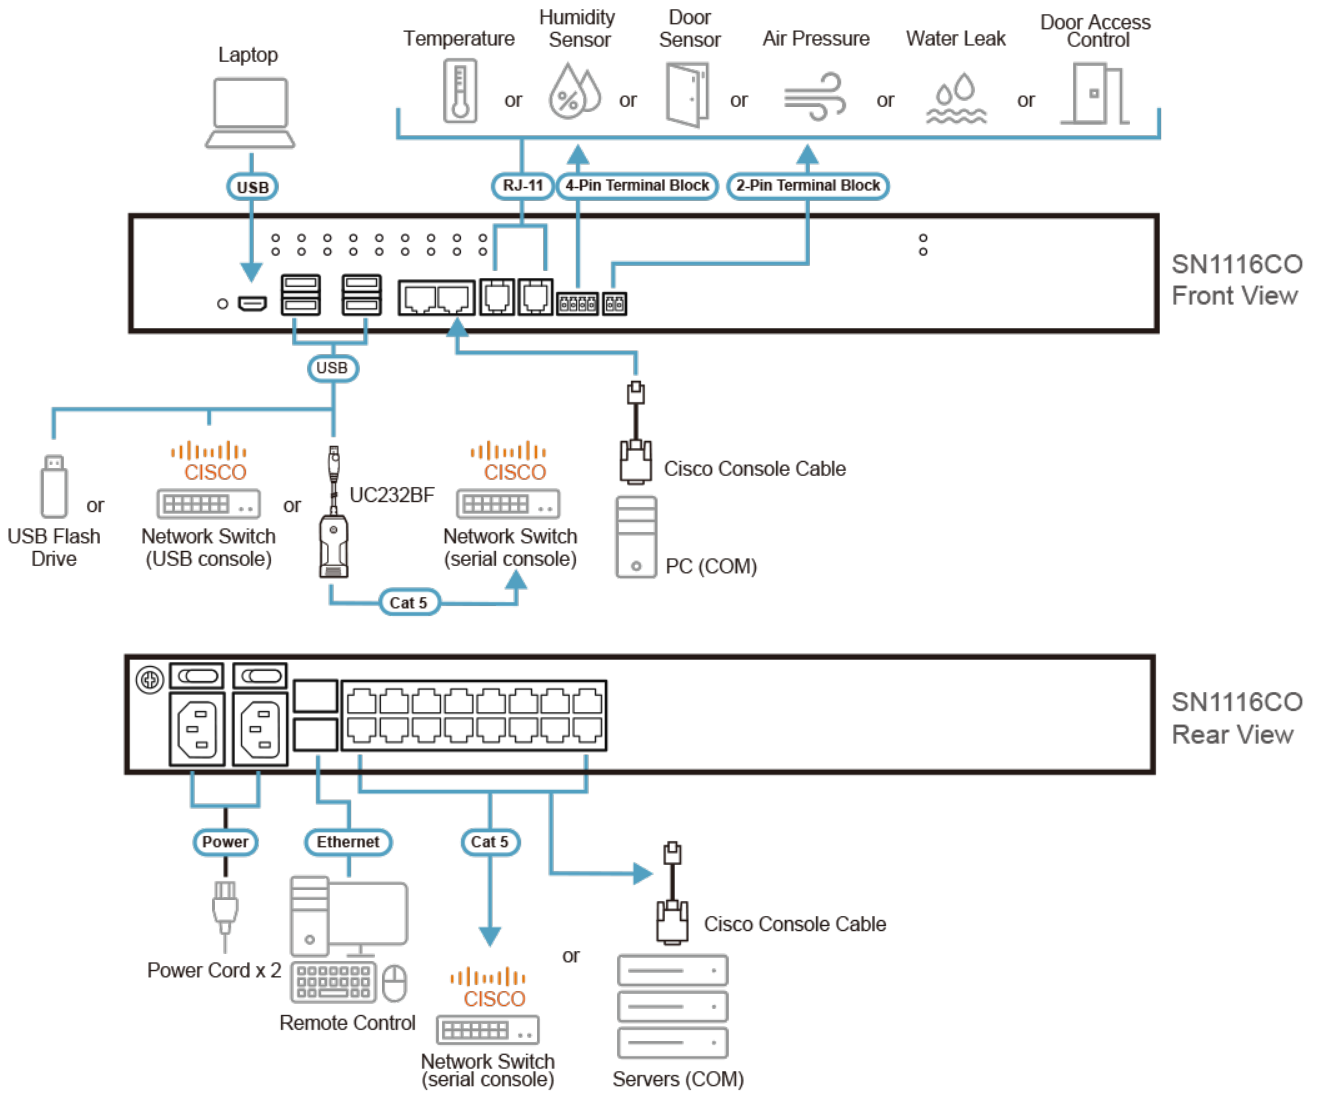 Laptop
Temperature
Humidity
Sensor
Door
Sensor
Air Pressure
Water Leak
Door Access
Control
or
or
or
or
or
USB
RJ-11
4-Pin Terminal Block
2-Pin Terminal Block
SN1116CO
Front View
USB
CISCO
CISCO
Cisco Console Cable
or
or
UC232BF
USB Flash
Drive
Network Switch
(USB console)
Network Switch
(serial console)
PC (COM)
Cat 5
SN1116CO
Rear View
Power
Ethernet
Cat 5
Cisco Console Cable
or
Power Cord x 2
CISCO
Remote Control
Network Switch
(serial console)
Servers (COM)